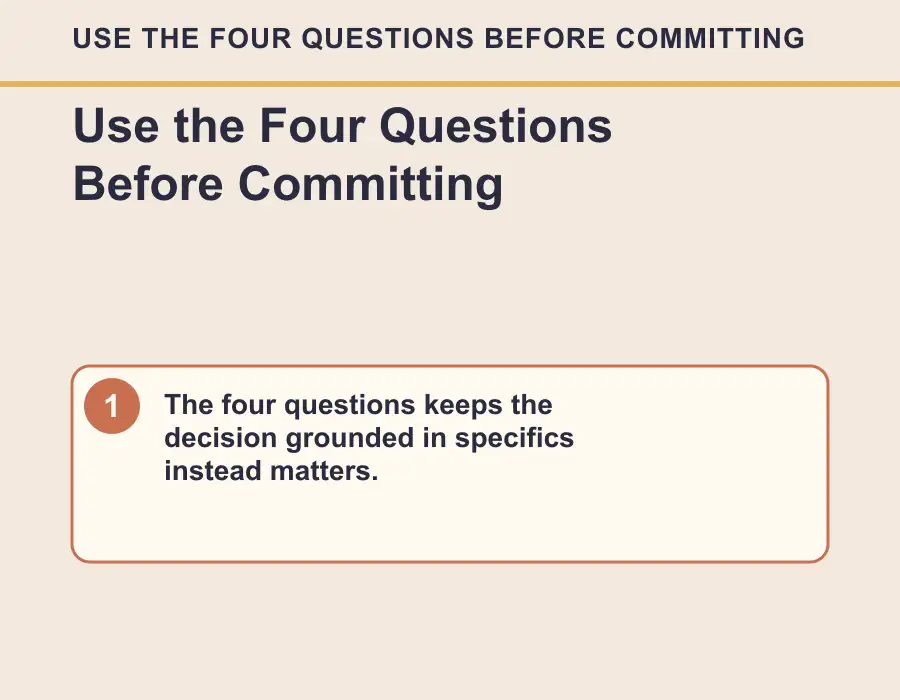 USE THE FOUR QUESTIONS BEFORE COMMITTING
Use the Four Questions
Before Committing
1
The four questions keeps the
decision grounded in specifics
instead matters.